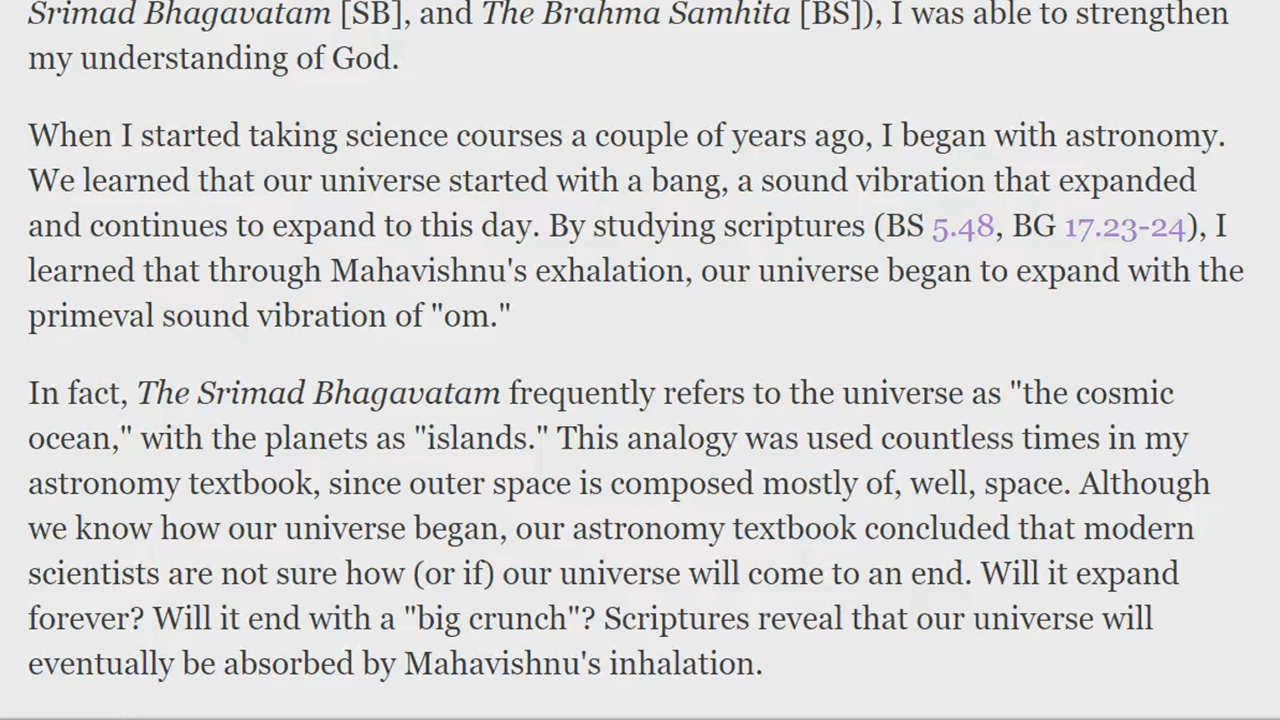 Srimad Bhagavatam [SB], and The Brahma Samhita [BS]), I was able to strengthen
my understanding of God.
When I started taking science courses a couple of years ago, I began with astronomy.
We learned that our universe started with a bang, a sound vibration that expanded
and continues to expand to this day. By studying scriptures (BS 5.48, BG 17.23-24), I
learned that through Mahavishnu's exhalation, our universe began to expand with the
primeval sound vibration of "om."
In fact, The Srimad Bhagavatam frequently refers to the universe as "the cosmic
ocean," with the planets as "islands." This analogy was used countless times in my
astronomy textbook, since outer space is composed mostly of, well, space. Although
we know how our universe began, our astronomy textbook concluded that modern
scientists are not sure how (or if) our universe will come to an end. Will it expand
forever? Will it end with a "big crunch"? Scriptures reveal that our universe will
eventually be absorbed by Mahavishnu's inhalation.